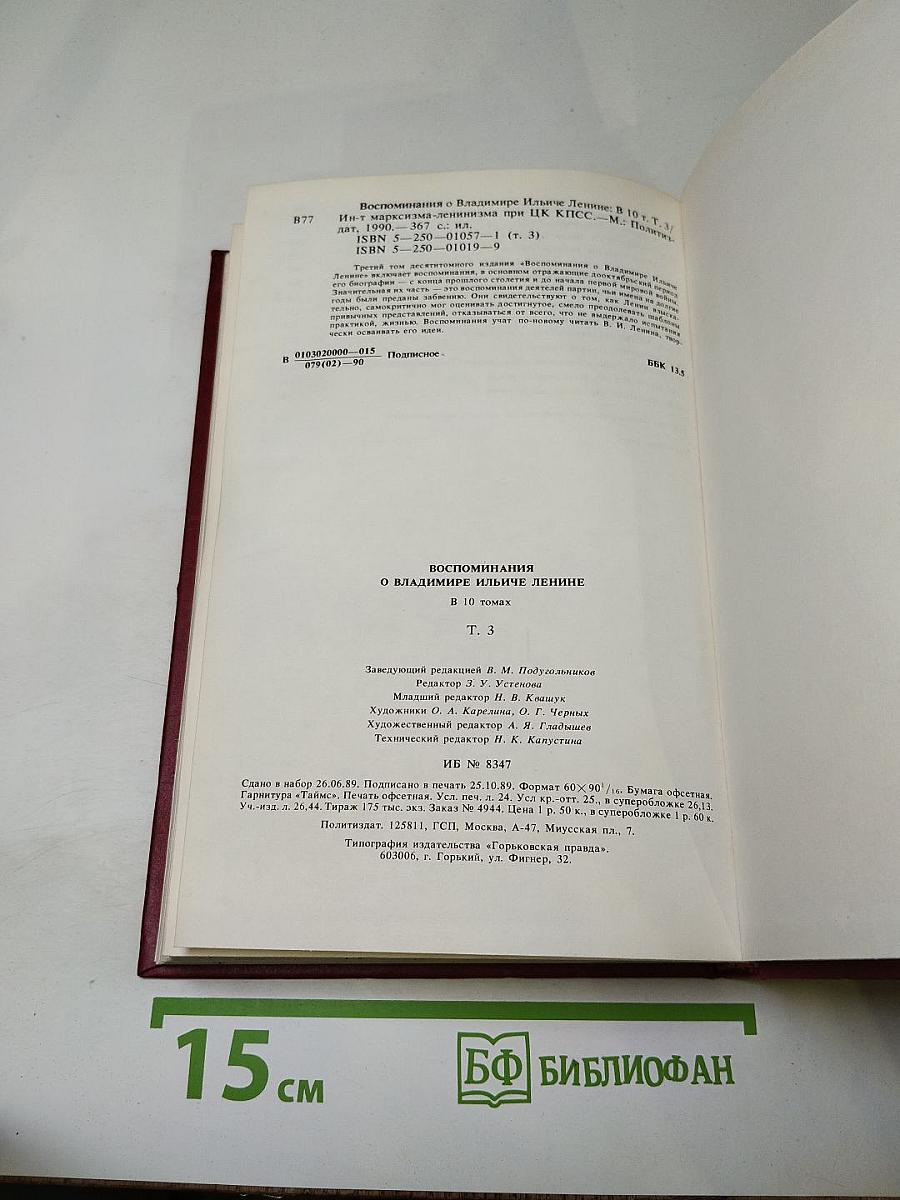 Воспоминания о Владимире Ильиче Ленине: В 10 т. Т. 3/
В77 Ин-т марксизма-ленинизма при ЦК КПСС.— М.: Политиз-
дат, 1990.— 367 с.: ил.
ISBN 5—250—01057—1 (т. 3)
ISBN 5—250—01019—9
Третий том десятитомного издания «Воспоминания о Владимире Ильиче
Ленине» включает воспоминания, в основном отражающие дооктябрьский период
его биографии — с конца прошлого столетия и до начала первой мировой войны.
Значительная их часть — это воспоминания деятелей партии, чьи имена на долгие
годы были преданы забвению. Они свидетельствуют о том, как Ленин взыска-
тельно, самокритично мог оценивать достигнутое, смело преодолевать шаблоны
привычных представлений, отказываться от всего, что не выдержало испытания
практикой, жизнью. Воспоминания учат по-новому читать В. И. Ленина, твор-
чески осваивать его идеи.
В 0103020000—015 Подписное
079(02)—90
ББК 13.5
ВОСПОМИНАНИЯ
О ВЛАДИМИРЕ ИЛЬИЧЕ ЛЕНИНЕ
В 10 томах
Т. 3
Заведующий редакцией В. М. Подугольников
Редактор З. У. Устенова
Младший редактор Н. В. Квашук
Художники О. А. Карелина, О. Г. Черных
Художественный редактор А. Я. Гладышев
Технический редактор Н. К. Капустина
ИБ № 8347
Сдано в набор 26.06.89. Подписано в печать 25.10.89. Формат 60×90¹/₁₆. Бумага офсетная.
Гарнитура «Таймс». Печать офсетная. Усл. печ. л. 24. Усл кр.-отт. 25., в суперобложке 26,13.
Уч.-изд. л. 26,44. Тираж 175 тыс. экз. Заказ № 4944. Цена 1 р. 50 к., в суперобложке 1 р. 60 к.
Политиздат. 125811, ГСП, Москва, А-47, Миусская пл., 7.
Типография издательства «Горьковская правда».
603006, г. Горький, ул. Фигнер, 32.
15 см
БФ БИБЛИОФАН